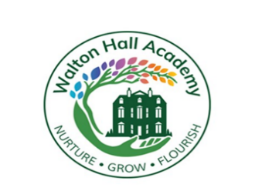 Walton Hall Academy
NURTURE • GROW • FLOURISH